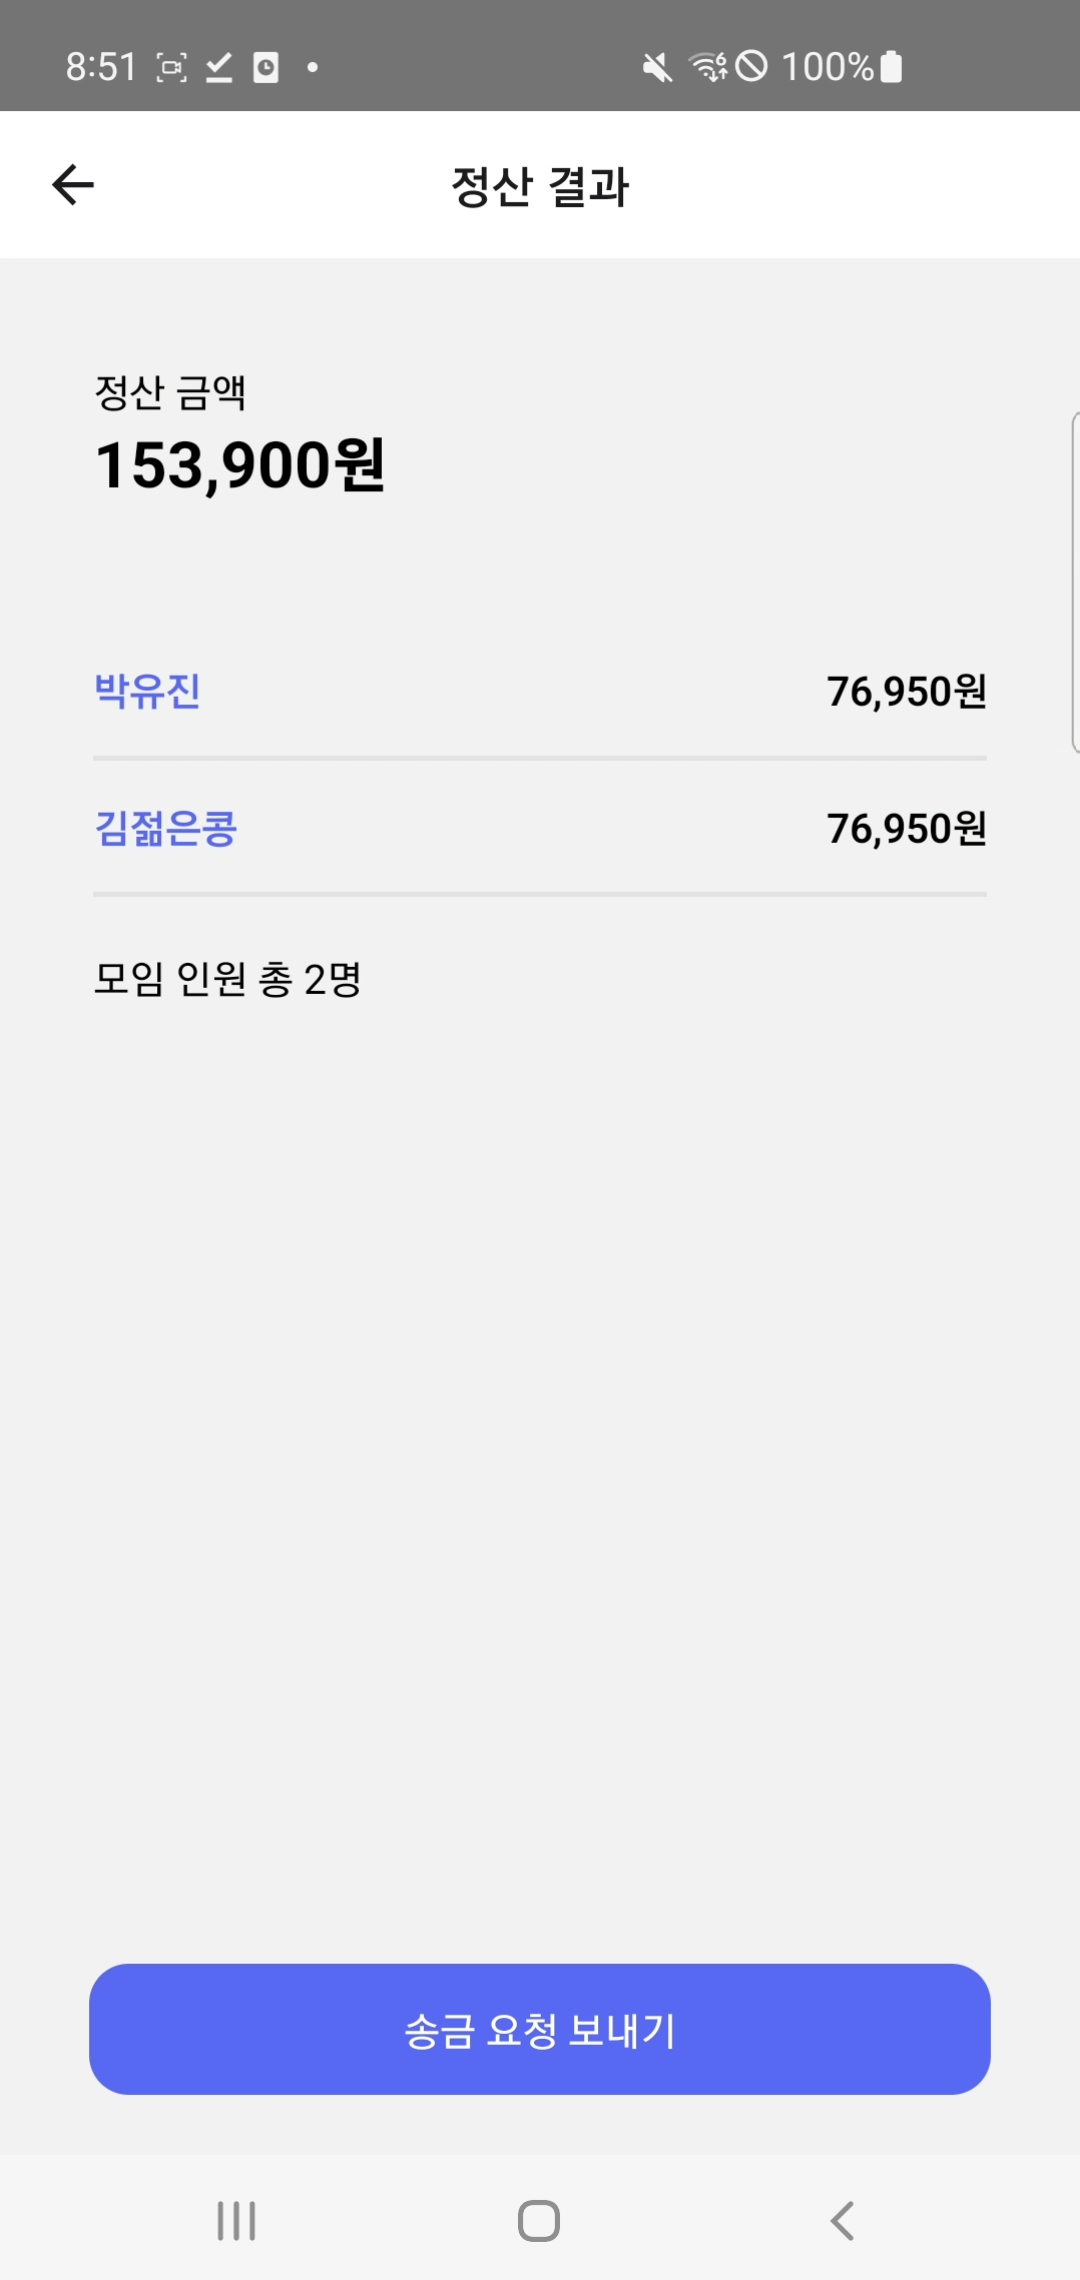 8:51 100%
정산 결과
정산 금액
153,900원
박유진 76,950원
김젊은콩 76,950원
모임 인원 총 2명
송금 요청 보내기